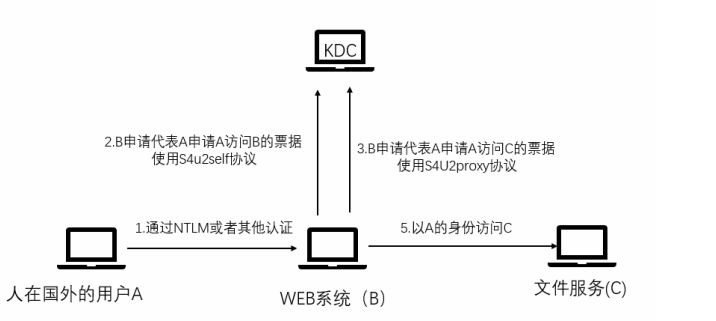 KDC
2.B申请代表A申请A访问B的票据
使用S4u2self协议
3.B申请代表A申请A访问C的票据
使用S4U2proxy协议
1.通过NTLM或者其他认证
5.以A的身份访问C
人在国外的用户A
WEB系统（B）
文件服务(C)